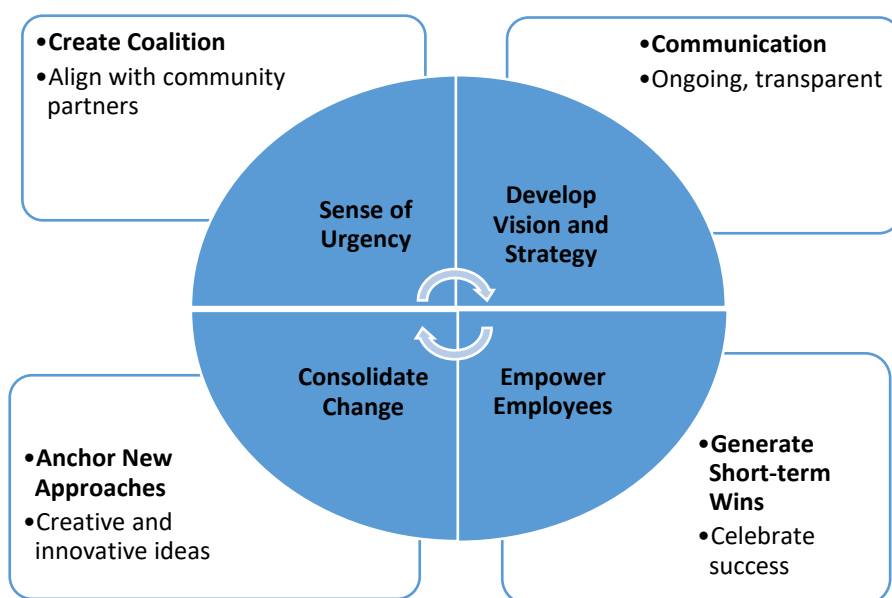 •Create Coalition
•Align with community
partners
•Communication
•Ongoing, transparent
Sense of
Urgency
Develop
Vision and
Strategy
Consolidate
Change
Empower
Employees
•Anchor New
Approaches
•Creative and
innovative ideas
•Generate
Short-term
Wins
•Celebrate
success